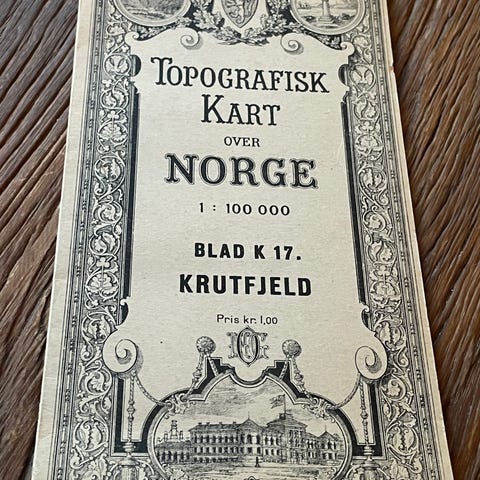 TOPOGRAFISK
KART
OVER
NORGE
1 : 100 000
BLAD K 17.
KRUTFJELD
Pris kr. 1,00